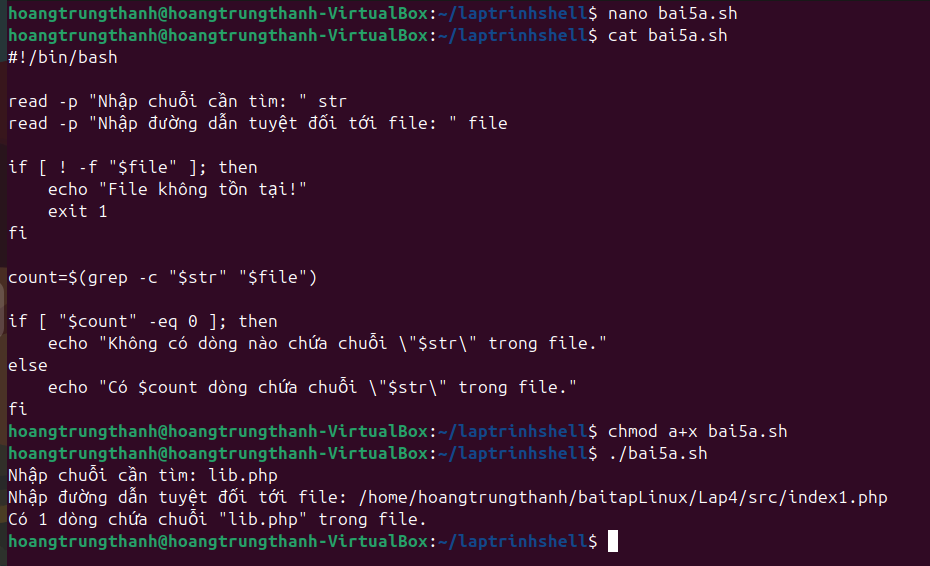 hoangtrungthanh@hoangtrungthanh-VirtualBox:~/laptrinhshell$ nano bai5a.sh
hoangtrungthanh@hoangtrungthanh-VirtualBox:~/laptrinhshell$ cat bai5a.sh
#!/bin/bash

read -p "Nhập chuỗi cần tìm: " str
read -p "Nhập đường dẫn tuyệt đối tới file: " file

if [ ! -f "$file" ]; then
    echo "File không tồn tại!"
    exit 1
fi

count=$(grep -c "$str" "$file")

if [ "$count" -eq 0 ]; then
    echo "Không có dòng nào chứa chuỗi \"$str\" trong file."
else
    echo "Có $count dòng chứa chuỗi \"$str\" trong file."
fi
hoangtrungthanh@hoangtrungthanh-VirtualBox:~/laptrinhshell$ chmod a+x bai5a.sh
hoangtrungthanh@hoangtrungthanh-VirtualBox:~/laptrinhshell$ ./bai5a.sh
Nhập chuỗi cần tìm: lib.php
Nhập đường dẫn tuyệt đối tới file: /home/hoangtrungthanh/baitapLinux/Lap4/src/index1.php
Có 1 dòng chứa chuỗi "lib.php" trong file.
hoangtrungthanh@hoangtrungthanh-VirtualBox:~/laptrinhshell$